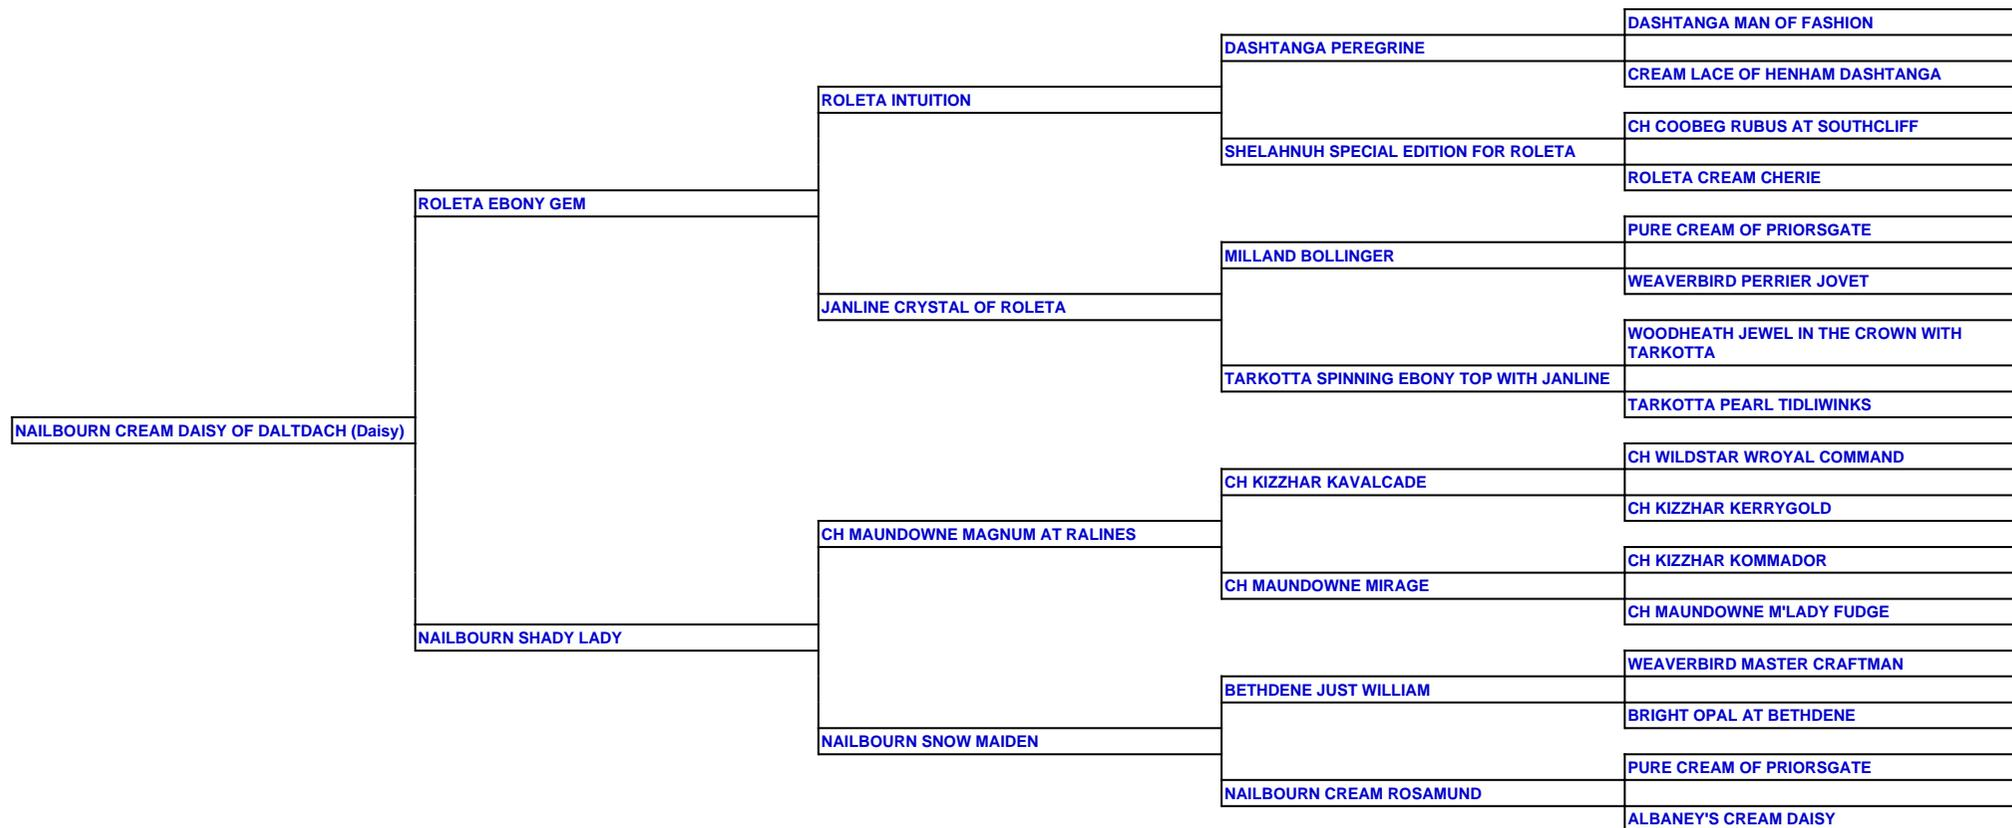 DASHTANGA MAN OF FASHION
DASHTANGA PEREGRINE
CREAM LACE OF HENHAM DASHTANGA
ROLETA INTUITION
CH COOBEG RUBUS AT SOUTHCLIFF
SHELAHNUH SPECIAL EDITION FOR ROLETA
ROLETA CREAM CHERIE
ROLETA EBONY GEM
PURE CREAM OF PRIORSGATE
MILLAND BOLLINGER
WEAVERBIRD PERRIER JOVET
JANLINE CRYSTAL OF ROLETA
WOODHEATH JEWEL IN THE CROWN WITH
TARKOTTA
TARKOTTA SPINNING EBONY TOP WITH JANLINE
TARKOTTA PEARL TIDLIWINKS
NAILBOURN CREAM DAISY OF DALTDACH (Daisy)
CH WILDSTAR WROYAL COMMAND
CH KIZZHAR KAVALCADE
CH KIZZHAR KERRYGOLD
CH MAUNDOWNE MAGNUM AT RALINES
CH KIZZHAR KOMMADOR
CH MAUNDOWNE MIRAGE
CH MAUNDOWNE M'LADY FUDGE
NAILBOURN SHADY LADY
WEAVERBIRD MASTER CRAFTMAN
BETHDENE JUST WILLIAM
BRIGHT OPAL AT BETHDENE
NAILBOURN SNOW MAIDEN
PURE CREAM OF PRIORSGATE
NAILBOURN CREAM ROSAMUND
ALBANEY'S CREAM DAISY